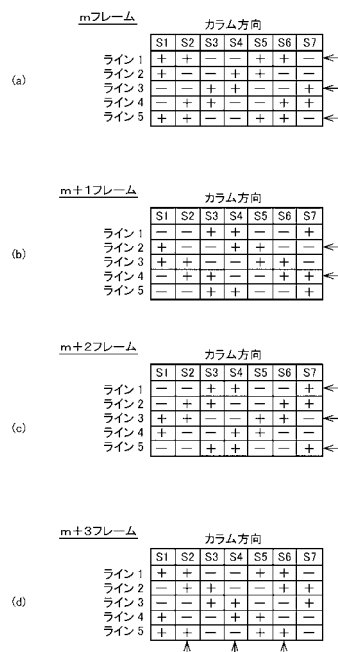 mフレーム
カラム方向
S1 S2 S3 S4 S5 S6 S7
(a)
ライン 1 + + − − + + −
ライン 2 + − − + + − −
ライン 3 − − + + − − +
ライン 4 − + + − − + +
ライン 5 + + − − + + −
m+1フレーム
カラム方向
S1 S2 S3 S4 S5 S6 S7
(b)
ライン 1 − − + + − − +
ライン 2 + − − + + − −
ライン 3 + + − − + + −
ライン 4 − + + − − + +
ライン 5 − − + + − − +
m+2フレーム
カラム方向
S1 S2 S3 S4 S5 S6 S7
(c)
ライン 1 − − + + − − +
ライン 2 − + + − − + +
ライン 3 + + − − + + −
ライン 4 + − − + + − −
ライン 5 − − + + − − +
m+3フレーム
カラム方向
S1 S2 S3 S4 S5 S6 S7
(d)
ライン 1 + + − − + + −
ライン 2 − + + − − + +
ライン 3 − − + + − − +
ライン 4 + − − + + − −
ライン 5 + + − − + + −